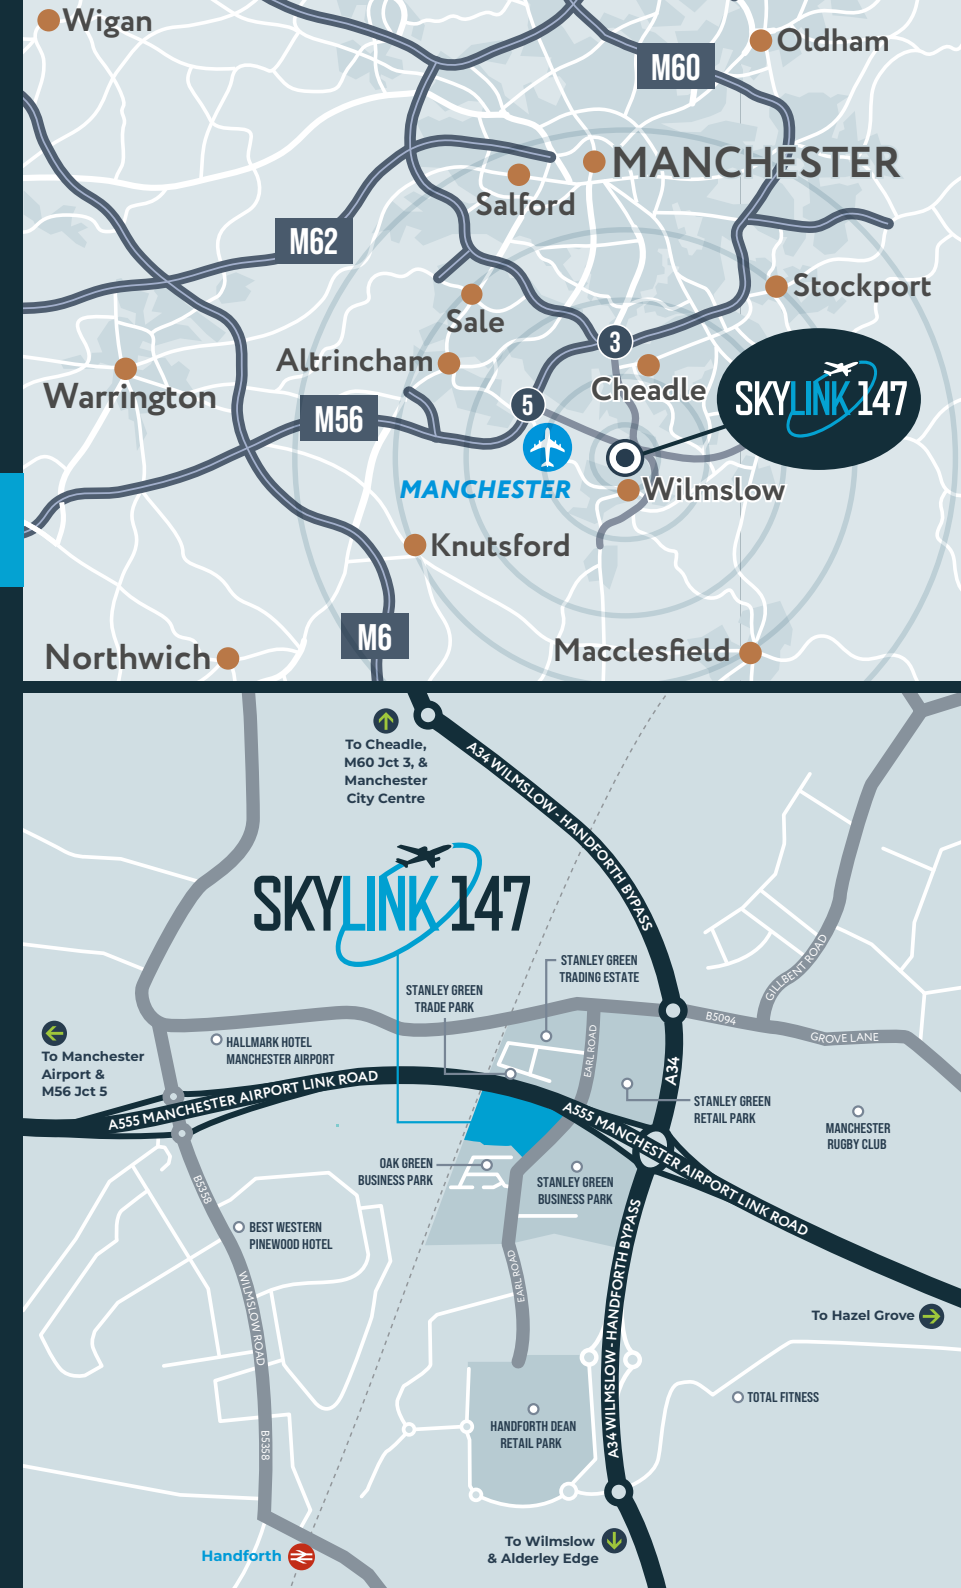 Wigan
Oldham
M60
MANCHESTER
Salford
M62
Stockport
Sale
3
Altrincham
Cheadle
Warrington
5
SKYLINK 147
M56
MANCHESTER
Wilmslow
Knutsford
M6
Northwich
Macclesfield
To Cheadle,
M60 Jct 3, &
Manchester
City Centre
A34 WILMSLOW - HANDFORTH BYPASS
SKYLINK 147
STANLEY GREEN
TRADING ESTATE
GILLBENT ROAD
STANLEY GREEN
TRADE PARK
B5094
GROVE LANE
To Manchester
Airport &
M56 Jct 5
HALLMARK HOTEL
MANCHESTER AIRPORT
EARL ROAD
A34
A555 MANCHESTER AIRPORT LINK ROAD
STANLEY GREEN
RETAIL PARK
A555 MANCHESTER AIRPORT LINK ROAD
MANCHESTER
RUGBY CLUB
OAK GREEN
BUSINESS PARK
STANLEY GREEN
BUSINESS PARK
B5358
BEST WESTERN
PINEWOOD HOTEL
EARL ROAD
WILMSLOW ROAD
A34 WILMSLOW - HANDFORTH BYPASS
To Hazel Grove
TOTAL FITNESS
HANDFORTH DEAN
RETAIL PARK
B5358
To Wilmslow
& Alderley Edge
Handforth